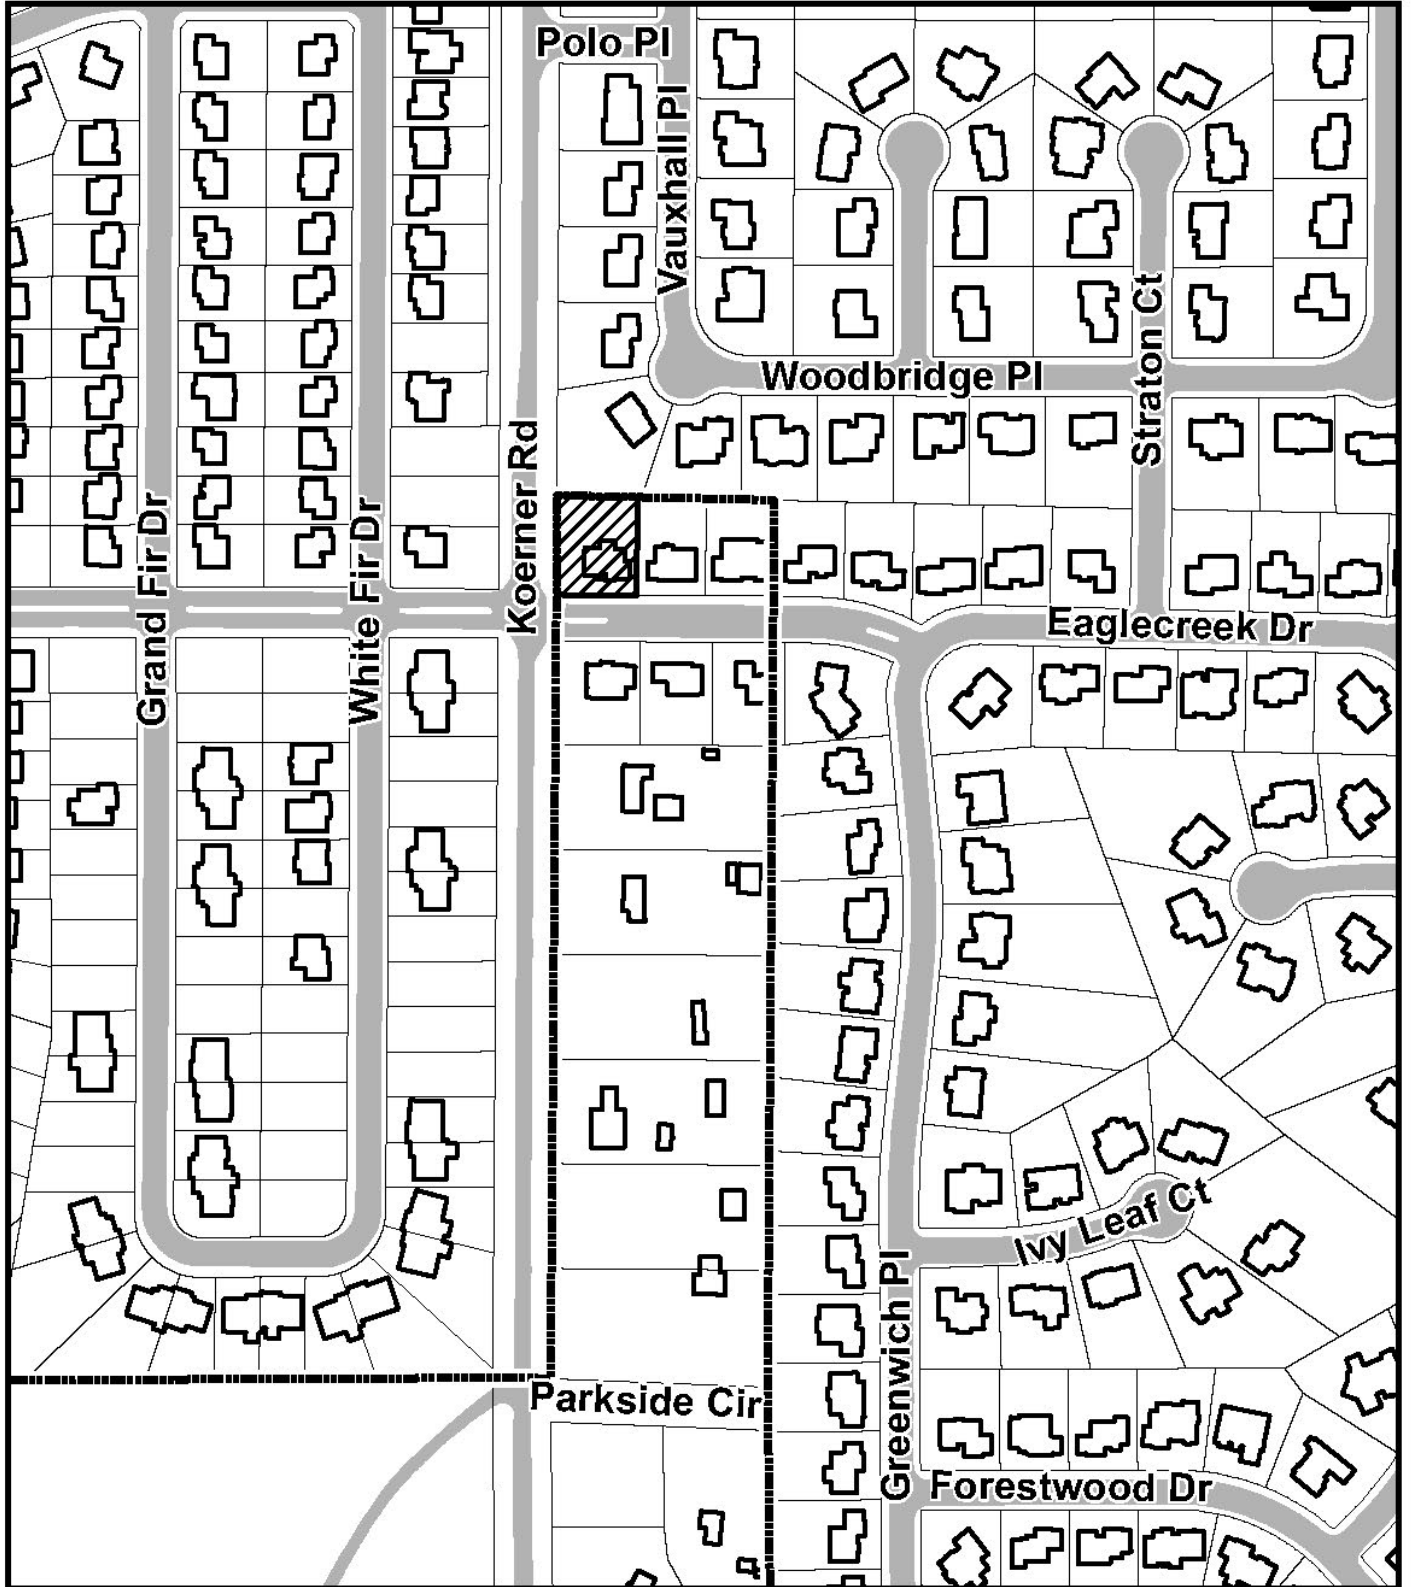 Polo Pl
Vauxhall Pl
Woodbridge Pl
Straton Ct
Koerner Rd
Grand Fir Dr
White Fir Dr
Eaglecreek Dr
Ivy Leaf Ct
Greenwich Pl
Parkside Cir
Forestwood Dr